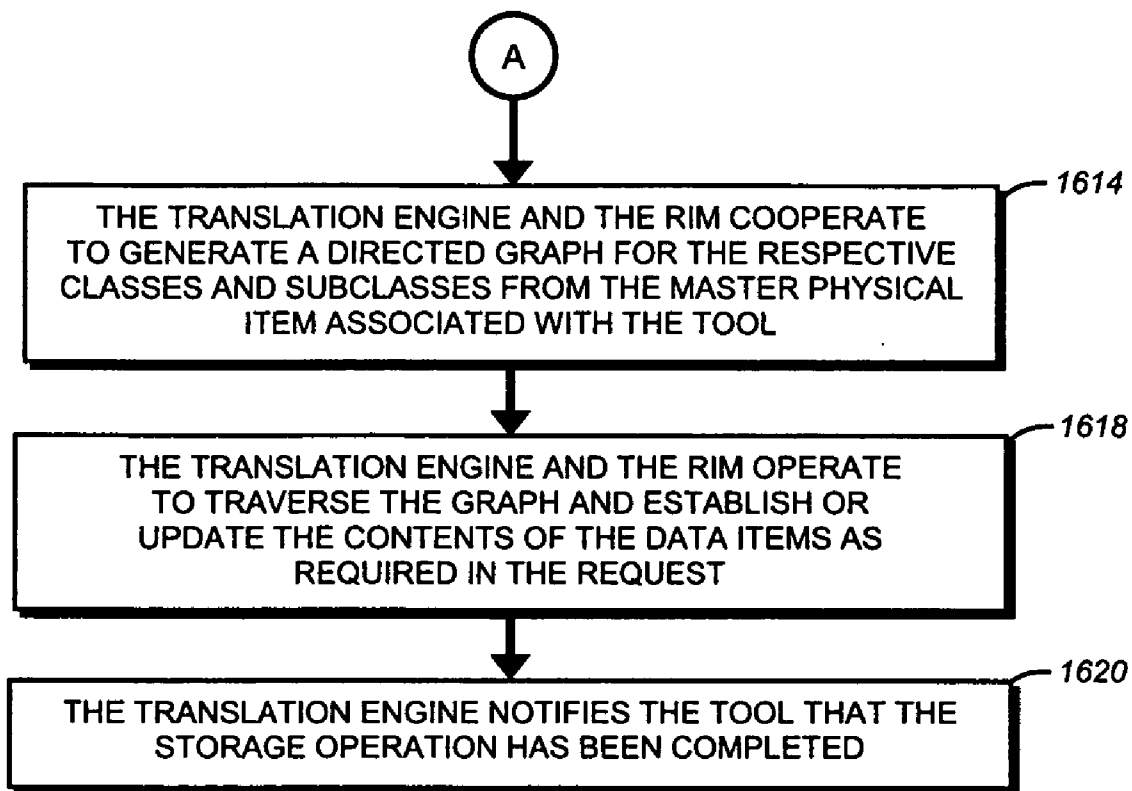 A
1614
THE TRANSLATION ENGINE AND THE RIM COOPERATE
TO GENERATE A DIRECTED GRAPH FOR THE RESPECTIVE
CLASSES AND SUBCLASSES FROM THE MASTER PHYSICAL
ITEM ASSOCIATED WITH THE TOOL
1618
THE TRANSLATION ENGINE AND THE RIM OPERATE
TO TRAVERSE THE GRAPH AND ESTABLISH OR
UPDATE THE CONTENTS OF THE DATA ITEMS AS
REQUIRED IN THE REQUEST
1620
THE TRANSLATION ENGINE NOTIFIES THE TOOL THAT THE
STORAGE OPERATION HAS BEEN COMPLETED